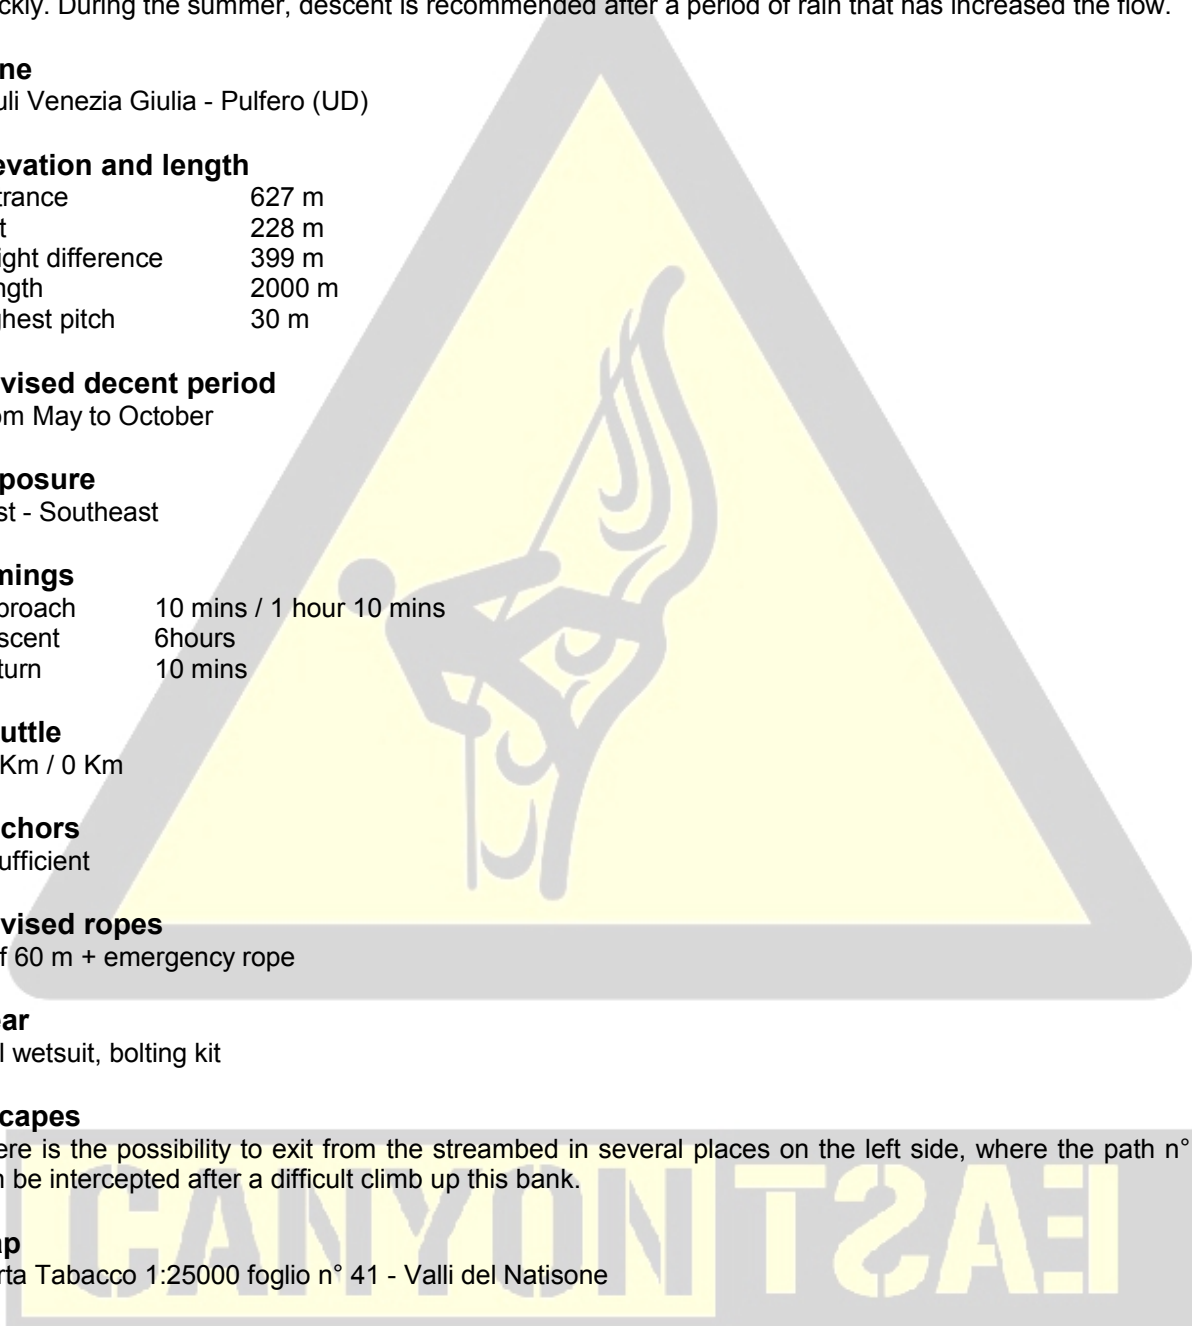 ckly. During the summer, descent is recommended after a period of rain that has increased the flow.
ne
uli Venezia Giulia - Pulfero (UD)
evation and length
trance 627 m
t 228 m
ight difference 399 m
ngth 2000 m
ghest pitch 30 m
vised decent period
om May to October
posure
st - Southeast
mings
proach 10 mins / 1 hour 10 mins
scent 6hours
turn 10 mins
uttle
Km / 0 Km
chors
ufficient
vised ropes
f 60 m + emergency rope
ar
l wetsuit, bolting kit
capes
ere is the possibility to exit from the streambed in several places on the left side, where the path n°
n be intercepted after a difficult climb up this bank.
ap
rta Tabacco 1:25000 foglio n° 41 - Valli del Natisone
CANYON EAST